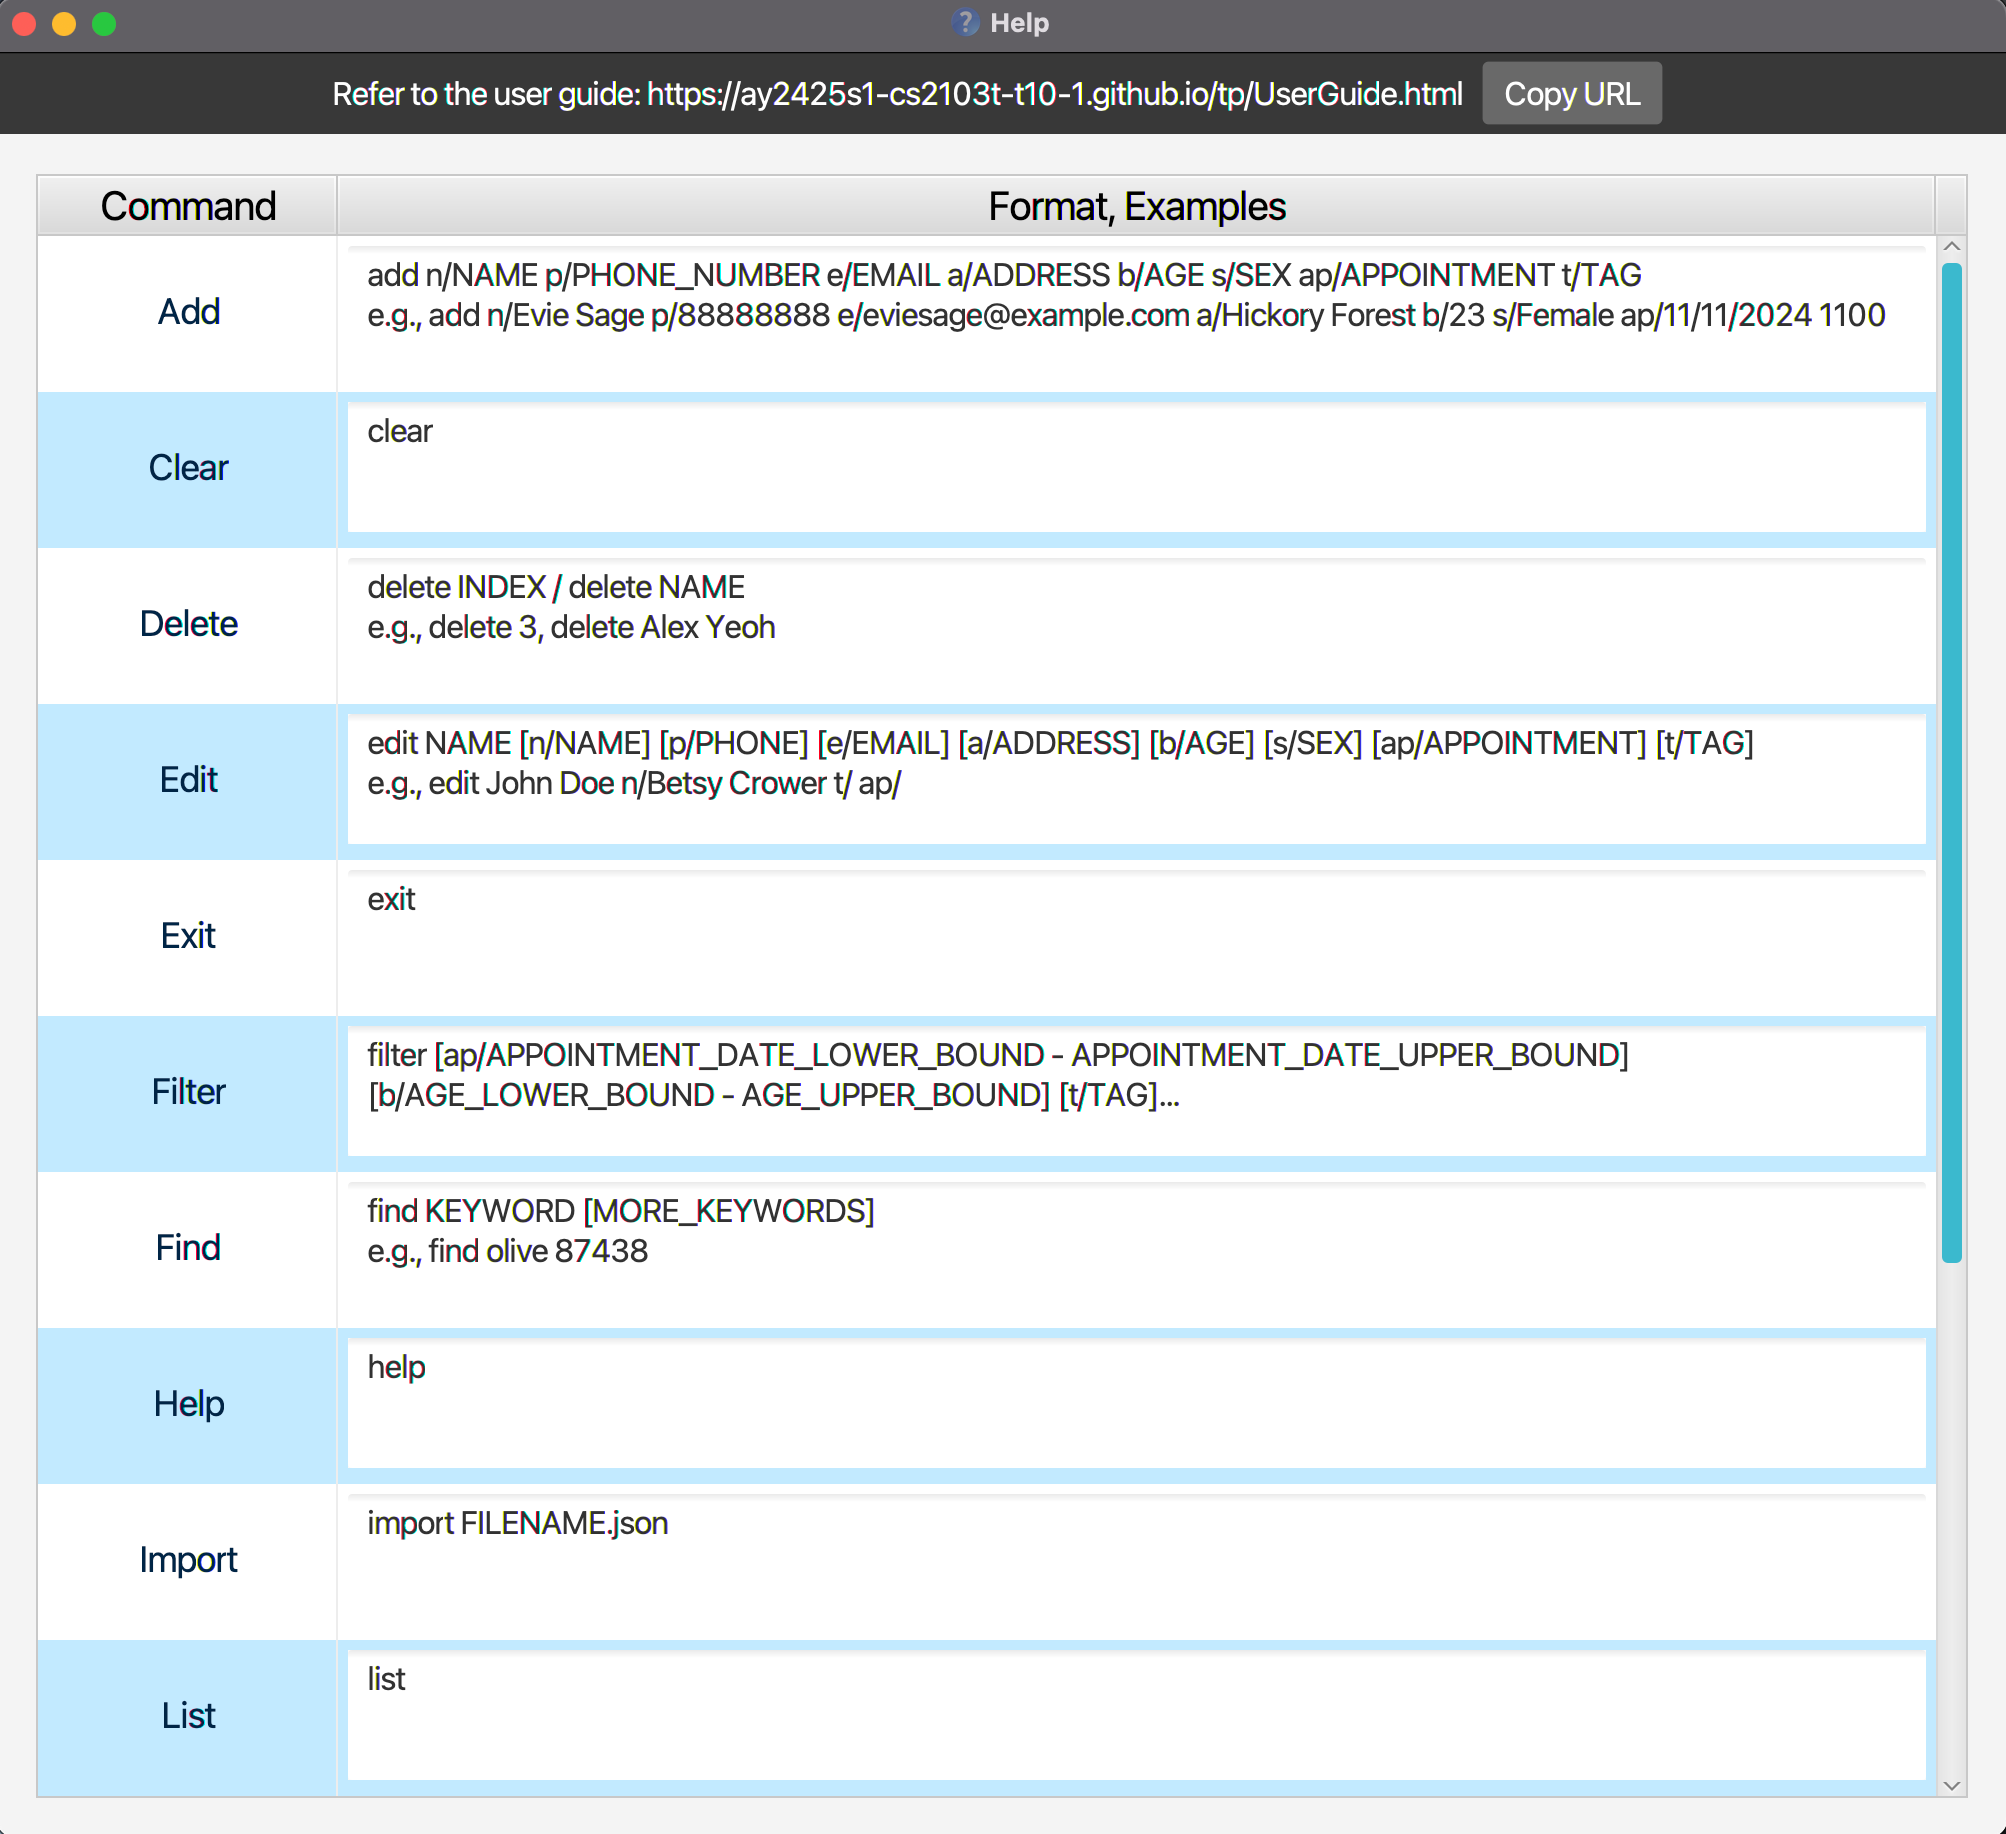 Help
Refer to the user guide: https://ay2425s1-cs2103t-t10-1.github.io/tp/UserGuide.html Copy URL
Command Format, Examples
Add
add n/NAME p/PHONE_NUMBER e/EMAIL a/ADDRESS b/AGE s/SEX ap/APPOINTMENT t/TAG
e.g., add n/Evie Sage p/88888888 e/eviesage@example.com a/Hickory Forest b/23 s/Female ap/11/11/2024 1100
Clear
clear
Delete
delete INDEX / delete NAME
e.g., delete 3, delete Alex Yeoh
Edit
edit NAME [n/NAME] [p/PHONE] [e/EMAIL] [a/ADDRESS] [b/AGE] [s/SEX] [ap/APPOINTMENT] [t/TAG]
e.g., edit John Doe n/Betsy Crower t/ ap/
Exit
exit
Filter
filter [ap/APPOINTMENT_DATE_LOWER_BOUND - APPOINTMENT_DATE_UPPER_BOUND]
[b/AGE_LOWER_BOUND - AGE_UPPER_BOUND] [t/TAG]...
Find
find KEYWORD [MORE_KEYWORDS]
e.g., find olive 87438
Help
help
Import
import FILENAME.json
List
list